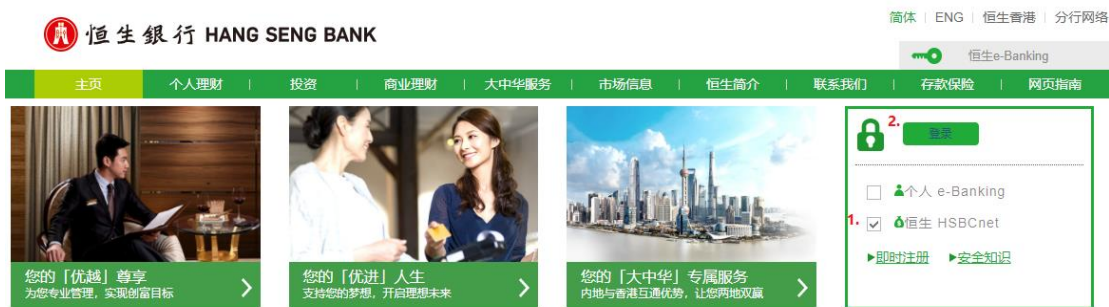 简体 | ENG | 恒生香港 | 分行网络
恒生銀行 HANG SENG BANK
恒生e-Banking
主页 个人理财 | 投资 | 商业理财 | 大中华服务 | 市场信息 | 恒生简介 | 联系我们 | 存款保险 | 网页指南
2. 登录
个人 e-Banking
1. 恒生 HSBCnet
即时注册 安全知识
您的「优越」尊享
为您专业管理，实现创富目标
您的「优进」人生
支持您的梦想，开启理想未来
您的「大中华」专属服务
内地与香港互通优势，让您两地双赢